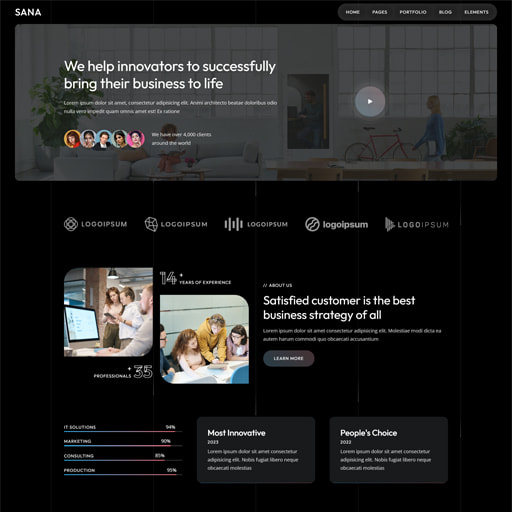 SANA
HOME PAGES PORTFOLIO BLOG ELEMENTS
We help innovators to successfully
bring their business to life
Lorem ipsum dolor sit amet, consectetur adipisicing elit. Animi architecto beatae doloribus odio
nulla vero impedit quam omnis amet est! Ex ratione
We have over 4,000 clients
around the world
LOGOIPSUM LOGOIPSUM LOGOIPSUM logoipsum LOGOIPSUM
14 +
YEARS OF EXPERIENCE
+
PROFESSIONALS 35
// ABOUT US
Satisfied customer is the best
business strategy of all
Lorem ipsum dolor sit amet consectetur adipisicing elit. Molestiae modi dicta ea
autem harum commodi quo obcaecati accusantium
LEARN MORE
IT SOLUTIONS 94%
MARKETING 90%
CONSULTING 85%
PRODUCTION 95%
Most Innovative
2023
Lorem ipsum dolor sit amet consectetur
adipisicing elit. Nobis fugiat libero neque
obcaecati molestias
People's Choice
2022
Lorem ipsum dolor sit amet consectetur
adipisicing elit. Nobis fugiat libero neque
obcaecati molestias